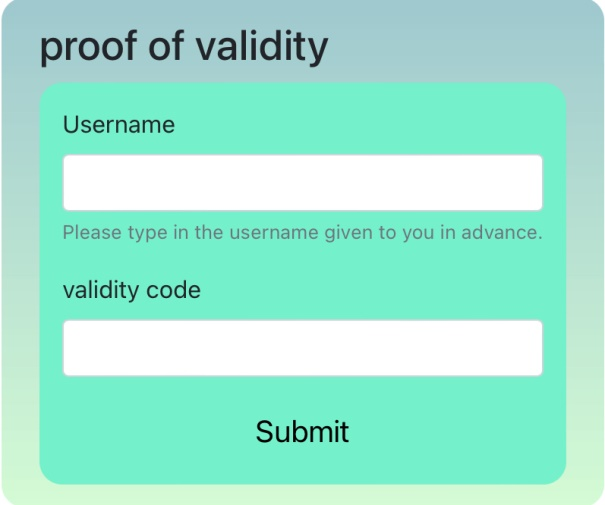 proof of validity
Username
Please type in the username given to you in advance.
validity code
Submit